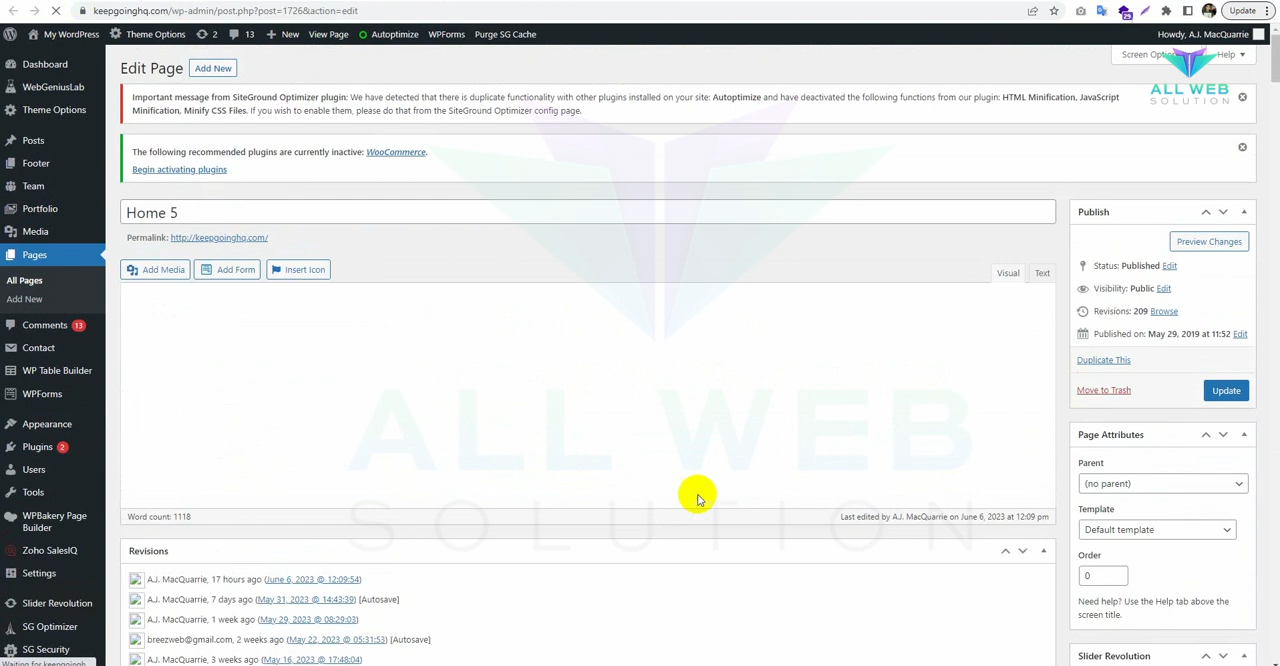 keepgoinghq.com/wp-admin/post.php?post=1726&action=edit
29
Update
My WordPress
Theme Options
2
13
New
View Page
Autoptimize
WPForms
Purge SG Cache
Howdy, A.J. MacQuarrie
Dashboard
WebGeniusLab
Theme Options
Posts
Footer
Team
Portfolio
Media
Pages
All Pages
Add New
Comments 13
Contact
WP Table Builder
WPForms
Appearance
Plugins 2
Users
Tools
WPBakery Page
Builder
Zoho SalesIQ
Settings
Slider Revolution
SG Optimizer
SG Security
Waiting for keepgoingh
Edit Page
Add New
Screen Optio
Help
ALL WEB
SOLUTION
Important message from SiteGround Optimizer plugin: We have detected that there is duplicate functionality with other plugins installed on your site: Autoptimize and have deactivated the following functions from our plugin: HTML Minification, JavaScript
Minification, Minify CSS Files. If you wish to enable them, please do that from the SiteGround Optimizer config page.
The following recommended plugins are currently inactive: WooCommerce.
Begin activating plugins
Home 5
Permalink: http://keepgoinghq.com/
Add Media
Add Form
Insert Icon
Visual
Text
ALL WEB
SOLUTION
Word count: 1118
Last edited by A.J. MacQuarrie on June 6, 2023 at 12:09 pm
Revisions
A.J. MacQuarrie, 17 hours ago (June 6, 2023 @ 12:09:54)
A.J. MacQuarrie, 7 days ago (May 31, 2023 @ 14:43:39) [Autosave]
A.J. MacQuarrie, 1 week ago (May 29, 2023 @ 08:29:03)
breezweb@gmail.com, 2 weeks ago (May 22, 2023 @ 05:31:53) [Autosave]
A.J. MacQuarrie, 3 weeks ago (May 16, 2023 @ 17:48:04)
Publish
Preview Changes
Status: Published Edit
Visibility: Public Edit
Revisions: 209 Browse
Published on: May 29, 2019 at 11:52 Edit
Duplicate This
Move to Trash
Update
Page Attributes
Parent
(no parent)
Template
Default template
Order
0
Need help? Use the Help tab above the
screen title.
Slider Revolution